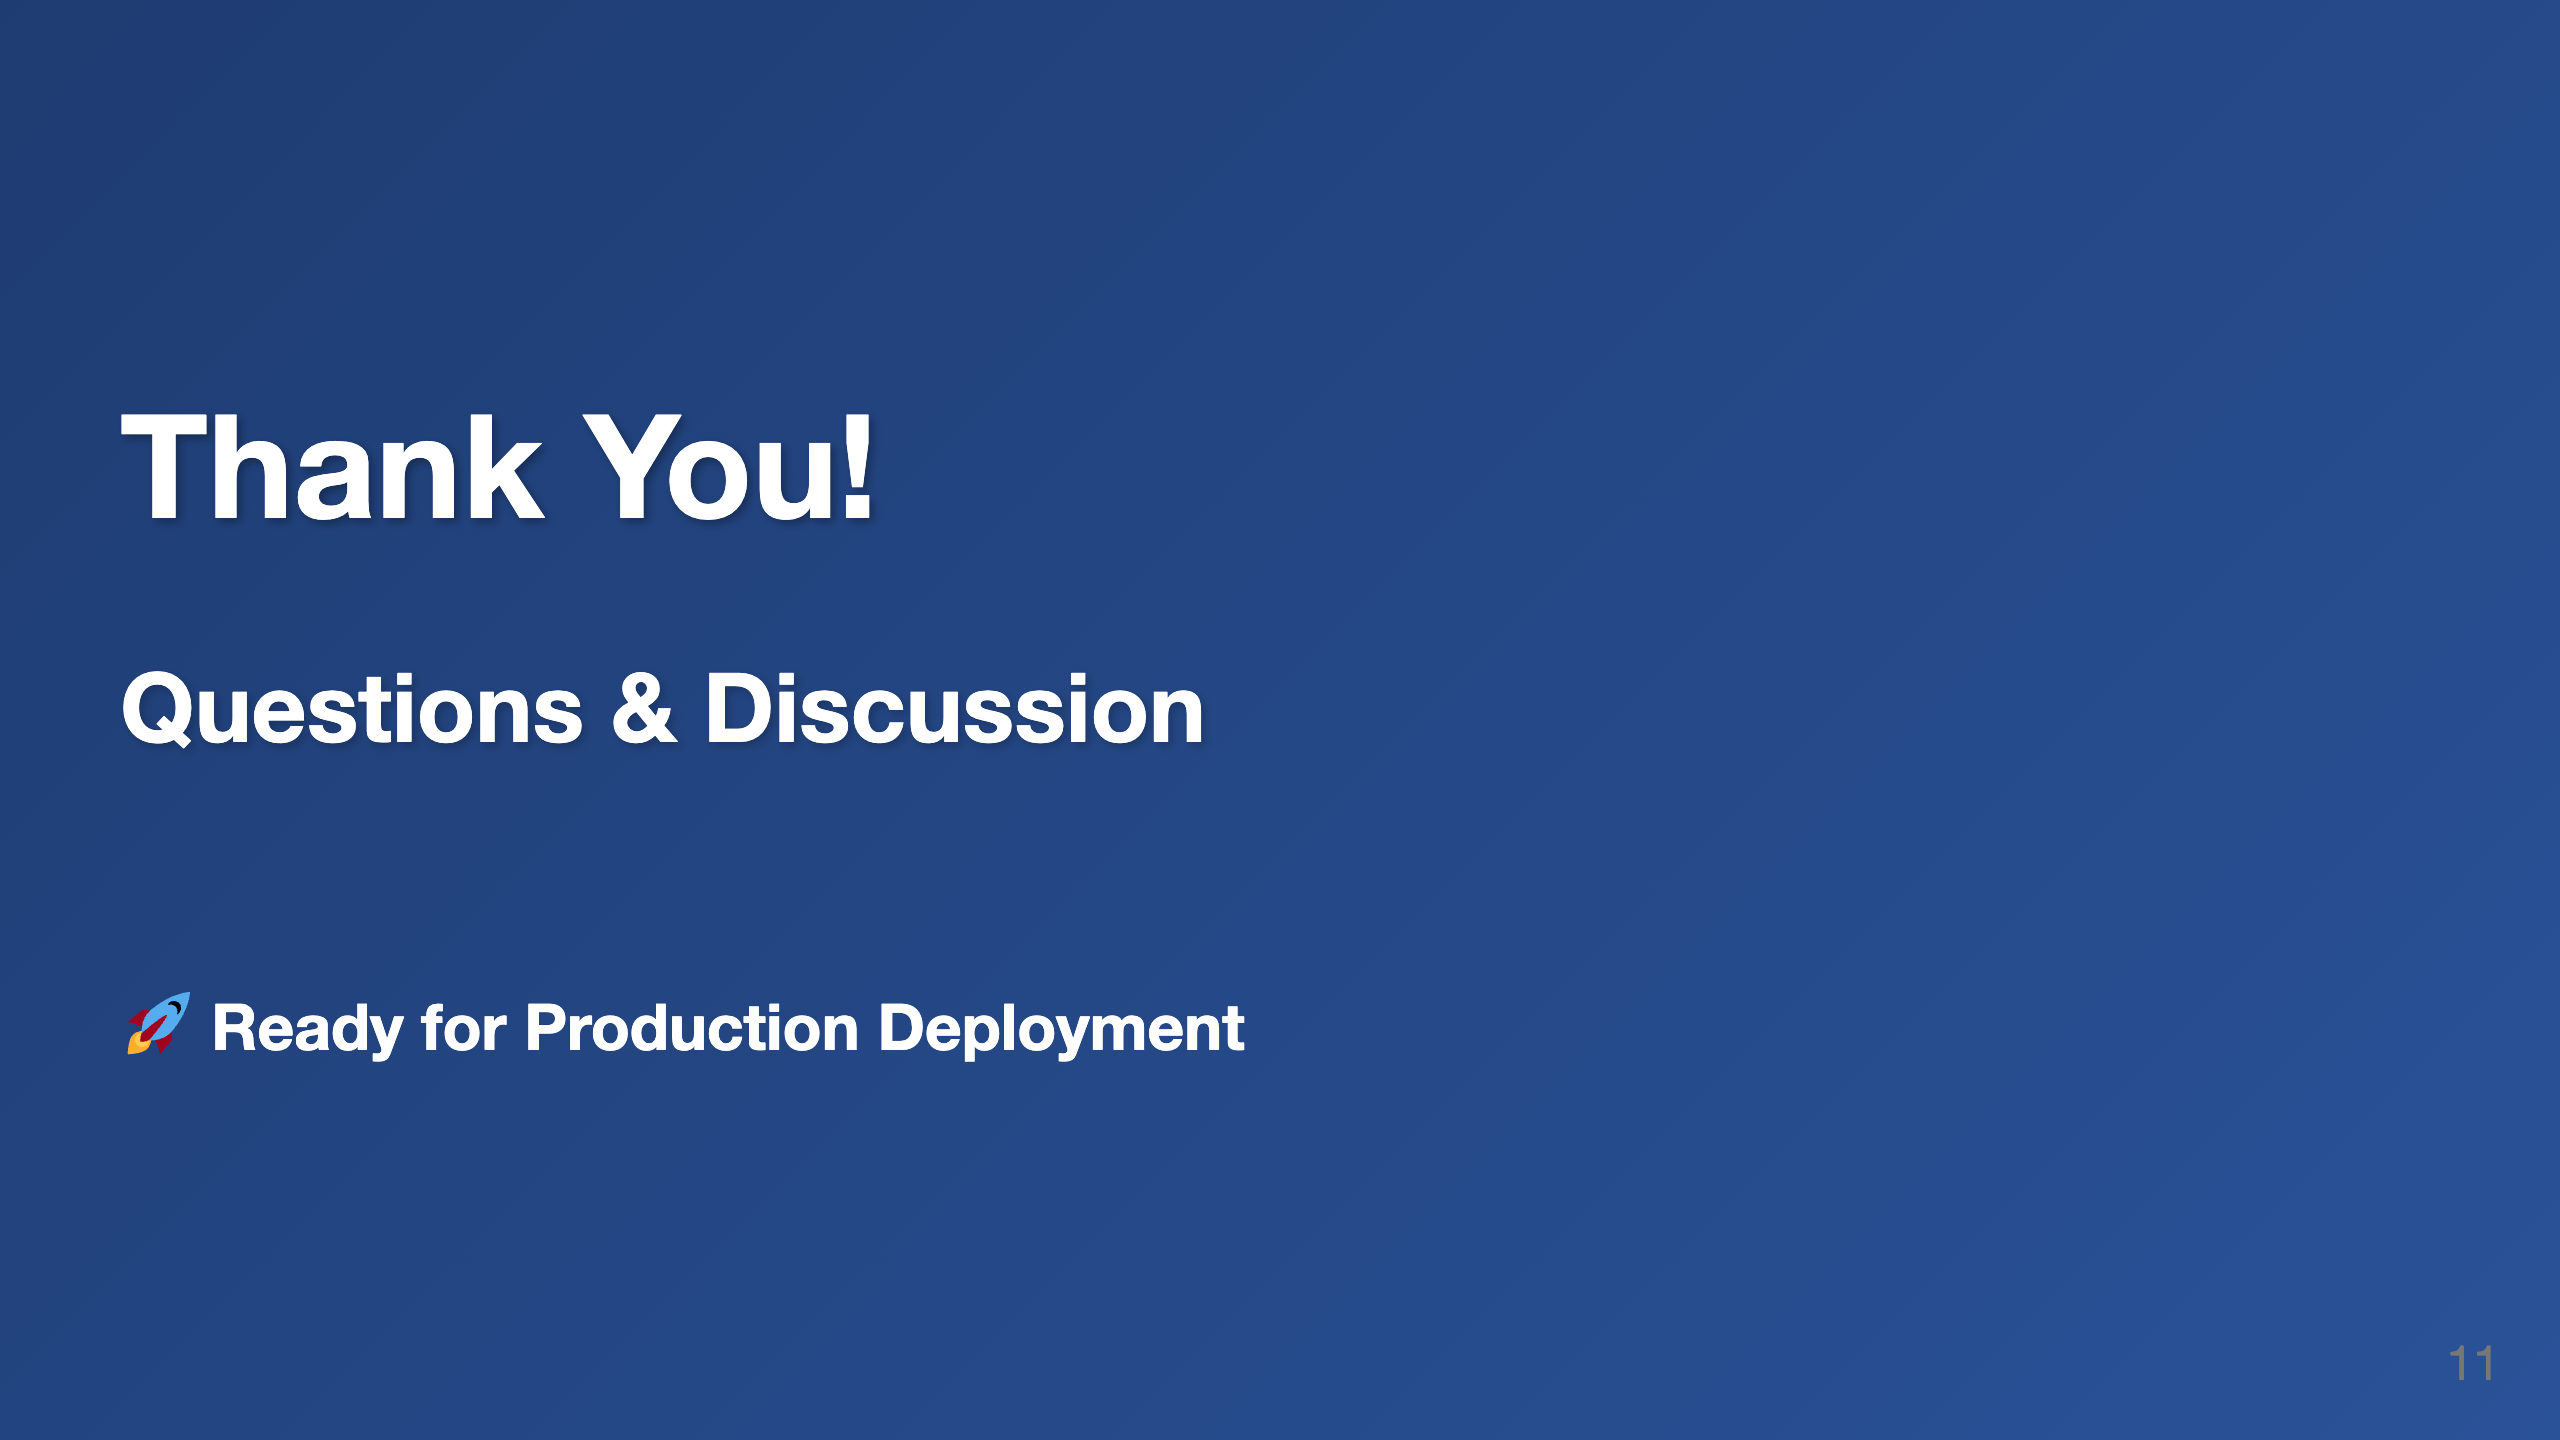 Thank You!
Questions & Discussion
🚀 Ready for Production Deployment
11